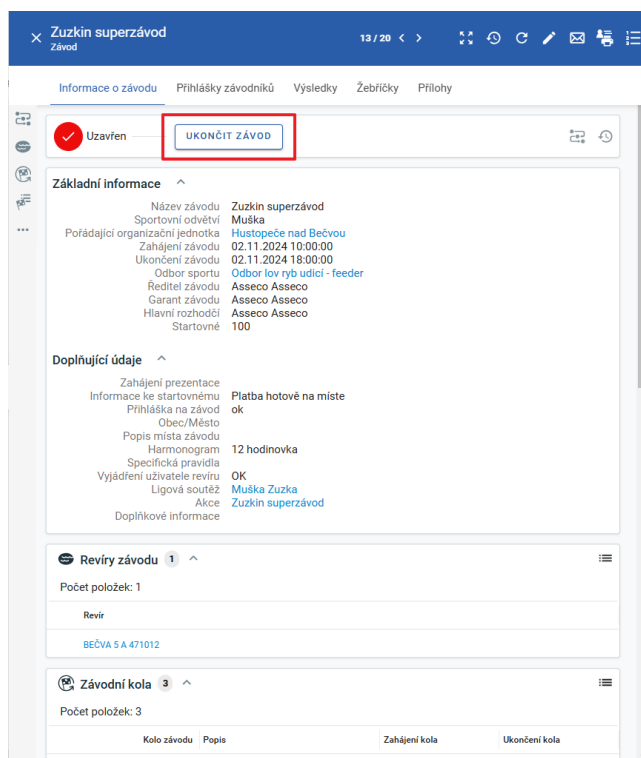 Zuzkin superzávod
Závod
13 / 20
Informace o závodu Přihlášky závodníků Výsledky Žebříčky Přílohy
Uzavřen UKONČIT ZÁVOD
Základní informace
Název závodu Zuzkin superzávod
Sportovní odvětví Muška
Pořádající organizační jednotka Hustopeče nad Bečvou
Zahájení závodu 02.11.2024 10:00:00
Ukončení závodu 02.11.2024 18:00:00
Odbor sportu Odbor lov ryb udicí - feeder
Ředitel závodu Asseco Asseco
Garant závodu Asseco Asseco
Hlavní rozhodčí Asseco Asseco
Startovné 100
Doplňující údaje
Zahájení prezentace
Informace ke startovnému Platba hotově na míste
Přihláška na závod ok
Obec/Město
Popis místa závodu
Harmonogram 12 hodinovka
Specifická pravidla
Vyjádření uživatele revíru OK
Ligová soutěž Muška Zuzka
Akce Zuzkin superzávod
Doplňkové informace
Revíry závodu 1
Počet položek: 1
Revír
BEČVA 5 A 471012
Závodní kola 3
Počet položek: 3
Kolo závodu Popis Zahájení kola Ukončení kola